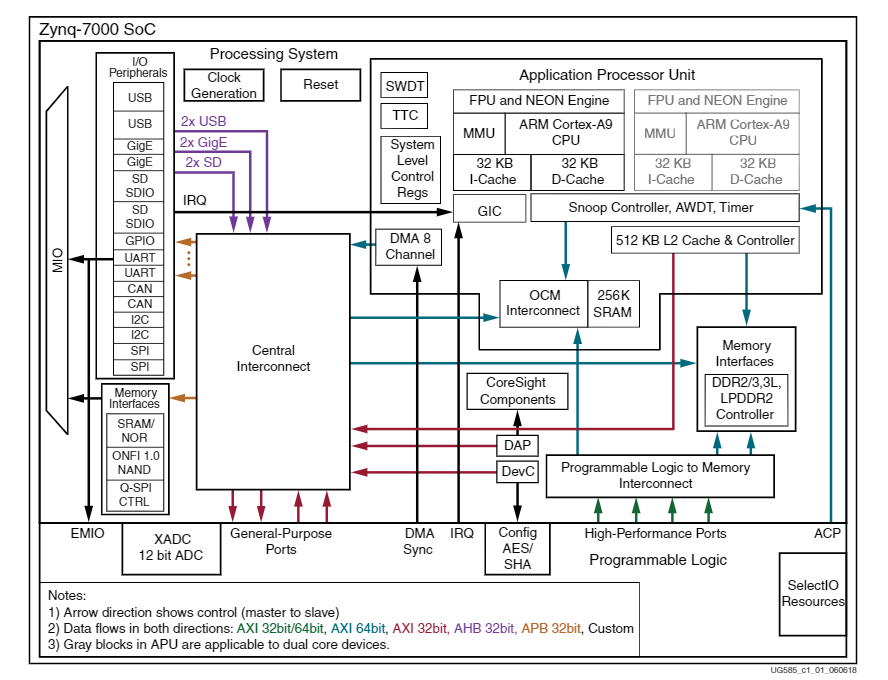 Zynq-7000 SoC
Processing System
I/O
Peripherals
USB
USB
GigE
GigE
SD
SDIO
SD
SDIO
GPIO
UART
UART
CAN
CAN
I2C
I2C
SPI
SPI
MIO
Memory
Interfaces
SRAM/
NOR
ONFI 1.0
NAND
Q-SPI
CTRL
Clock
Generation
Reset
2x USB
2x GigE
2x SD
IRQ
Central
Interconnect
SWDT
TTC
System
Level
Control
Regs
DMA 8
Channel
Application Processor Unit
FPU and NEON Engine
MMU
ARM Cortex-A9
CPU
32 KB
I-Cache
32 KB
D-Cache
FPU and NEON Engine
MMU
ARM Cortex-A9
CPU
32 KB
I-Cache
32 KB
D-Cache
GIC
Snoop Controller, AWDT, Timer
512 KB L2 Cache & Controller
OCM
Interconnect
256K
SRAM
Memory
Interfaces
DDR2/3,3L,
LPDDR2
Controller
CoreSight
Components
DAP
DevC
Programmable Logic to Memory
Interconnect
EMIO
XADC
12 bit ADC
General-Purpose
Ports
DMA
Sync
IRQ
Config
AES/
SHA
High-Performance Ports
ACP
Programmable Logic
SelectIO
Resources
Notes:
1) Arrow direction shows control (master to slave)
2) Data flows in both directions: AXI 32bit/64bit, AXI 64bit, AXI 32bit, AHB 32bit, APB 32bit, Custom
3) Gray blocks in APU are applicable to dual core devices.
UG585_c1_01_060618